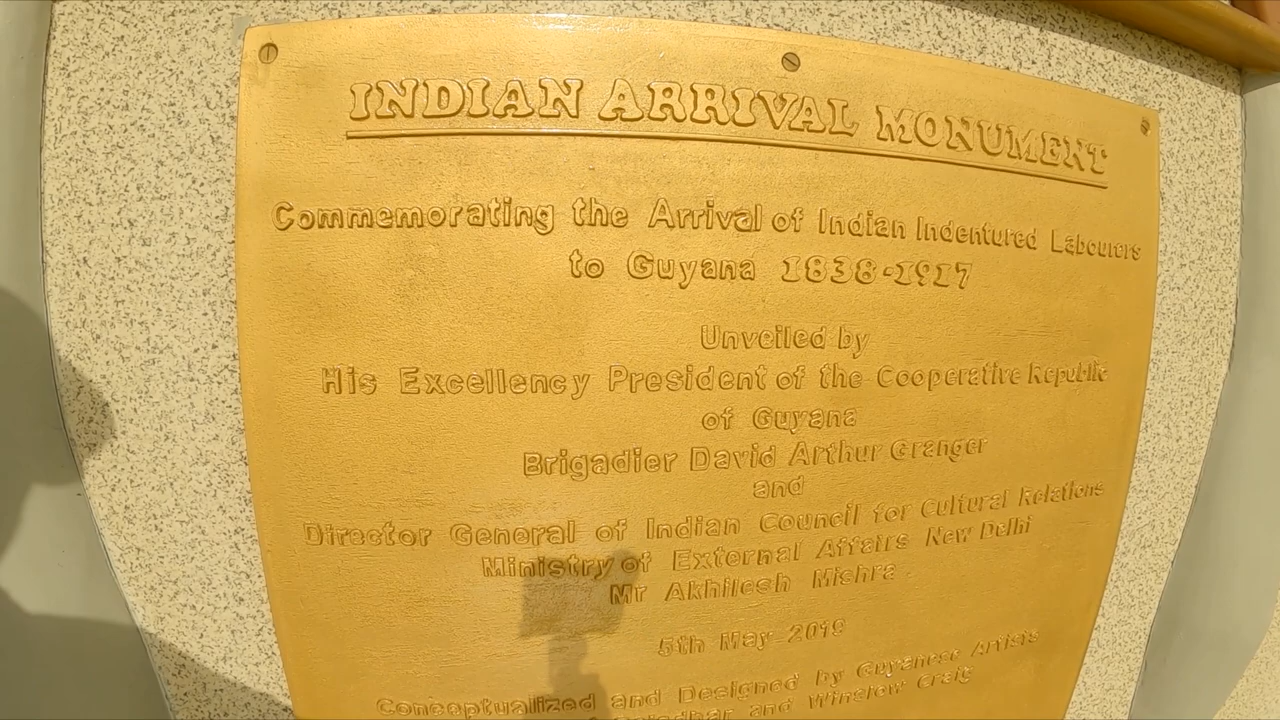 INDIAN ARRIVAL MONUMENT
Commemorating the Arrival of Indian Indentured Labourers
to Guyana 1838-1917
Unveiled by
His Excellency President of the Cooperative Republic
of Guyana
Brigadier David Arthur Granger
and
Director General of Indian Council for Cultural Relations
Ministry of External Affairs New Delhi
Mr Akhilesh Mishra
5th May 2019
Conceptualized and Designed by Guyanese Artists
and Winslow Craig